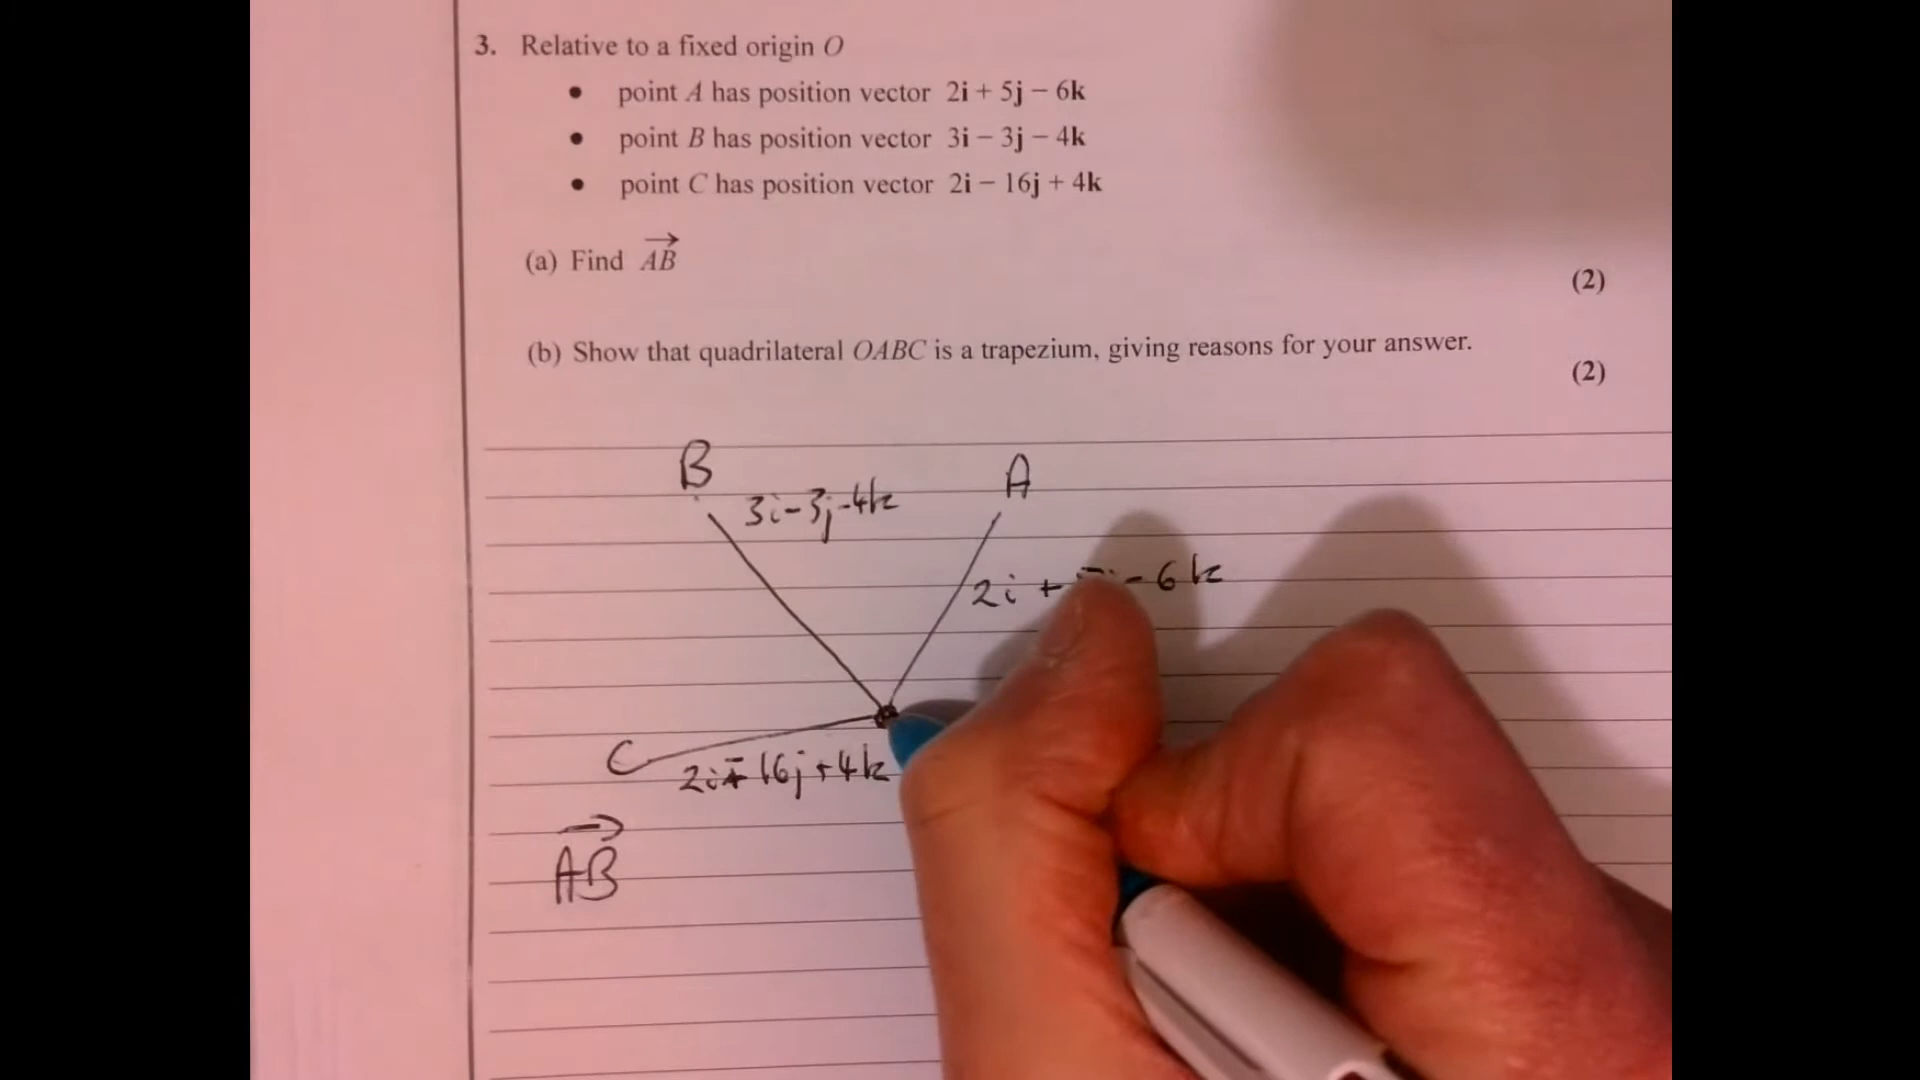 3. Relative to a fixed origin O
• point A has position vector 2i + 5j − 6k
• point B has position vector 3i − 3j − 4k
• point C has position vector 2i − 16j + 4k
(a) Find \overrightarrow{AB}
(2)
(b) Show that quadrilateral OABC is a trapezium, giving reasons for your answer.
(2)
B
A
3i-3j-4k
2i + - 6k
C
2i - 16j + 4k
\overrightarrow{AB}